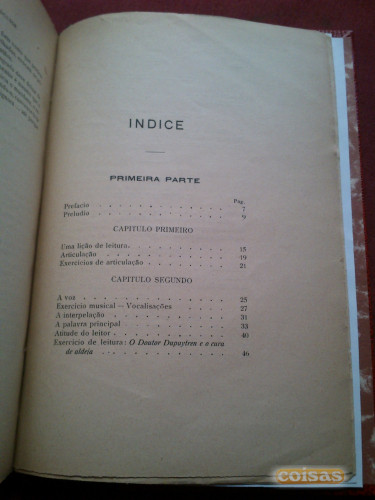 INDICE
PRIMEIRA PARTE
Pag.
Prefacio 7
Preludio 9
CAPITULO PRIMEIRO
Uma lição de leitura. 15
Articulação 19
Exercicios de articulação 21
CAPITULO SEGUNDO
A voz 25
Exercicio musical — Vocalisações 27
A interpelação 31
A palavra principal 33
Atitude do leitor 40
Exercicio de leitura: O Doutor Dupuytren e o cura
de aldeia 46
coisas